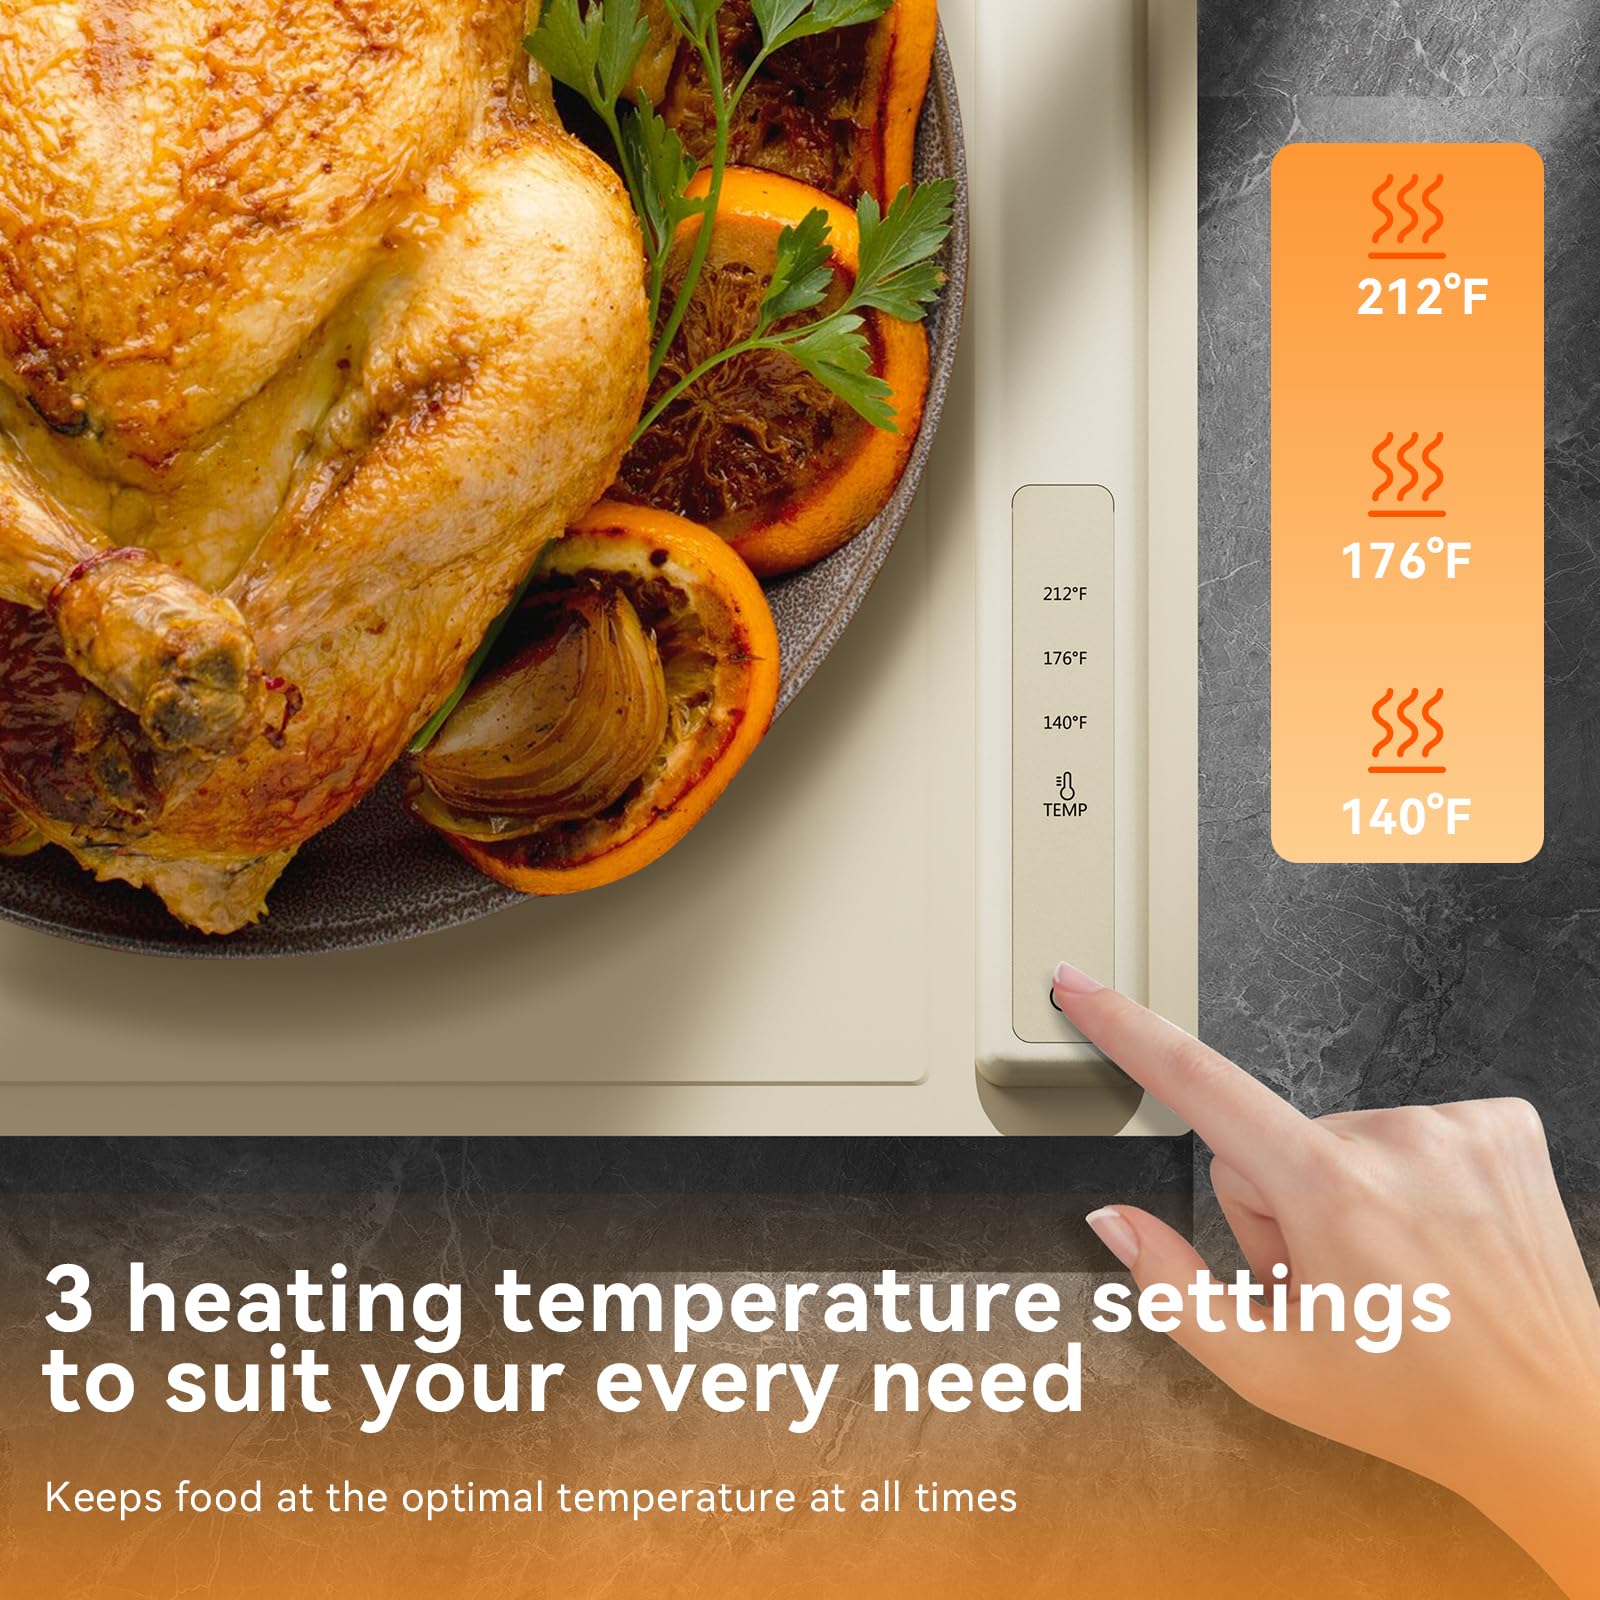 212°F
176°F
140°F
212°F
176°F
140°F
TEMP
3 heating temperature settings
to suit your every need
Keeps food at the optimal temperature at all times